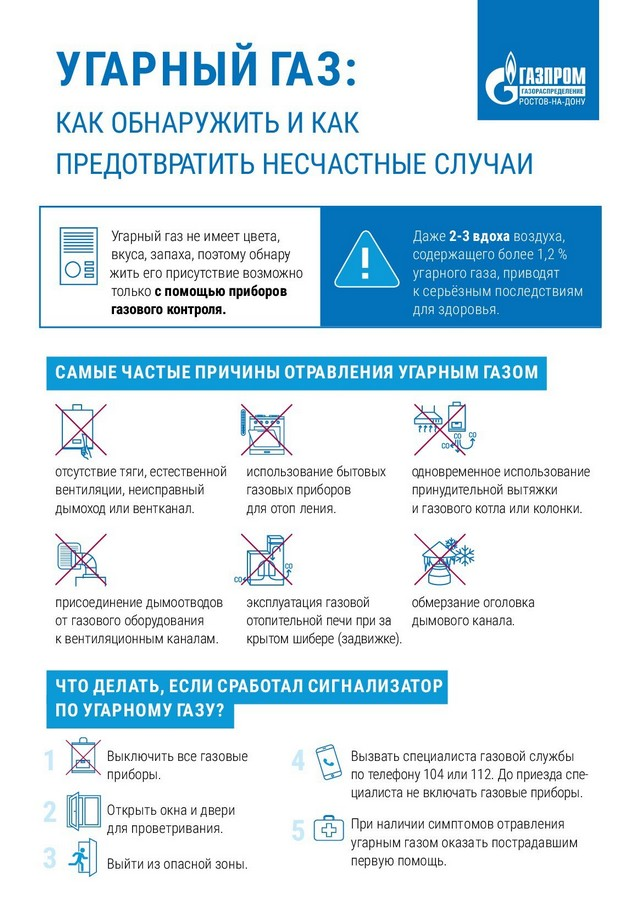 УГАРНЫЙ ГАЗ:
КАК ОБНАРУЖИТЬ И КАК
ПРЕДОТВРАТИТЬ НЕСЧАСТНЫЕ СЛУЧАИ
ГАЗПРОМ
ГАЗОРАСПРЕДЕЛЕНИЕ
РОСТОВ-НА-ДОНУ
Угарный газ не имеет цвета,
вкуса, запаха, поэтому обнару
жить его присутствие возможно
только с помощью приборов
газового контроля.
Даже 2-3 вдоха воздуха,
содержащего более 1,2 %
угарного газа, приводят
к серьёзным последствиям
для здоровья.
САМЫЕ ЧАСТЫЕ ПРИЧИНЫ ОТРАВЛЕНИЯ УГАРНЫМ ГАЗОМ
отсутствие тяги, естественной
вентиляции, неисправный
дымоход или вентканал.
использование бытовых
газовых приборов
для отоп ления.
CO
CO
CO
одновременное использование
принудительной вытяжки
и газового котла или колонки.
присоединение дымоотводов
от газового оборудования
к вентиляционным каналам.
CO
CO
эксплуатация газовой
отопительной печи при за
крытом шибере (задвижке).
обмерзание оголовка
дымового канала.
ЧТО ДЕЛАТЬ, ЕСЛИ СРАБОТАЛ СИГНАЛИЗАТОР
ПО УГАРНОМУ ГАЗУ?
1
Выключить все газовые
приборы.
2
Открыть окна и двери
для проветривания.
3
Выйти из опасной зоны.
4
Вызвать специалиста газовой службы
по телефону 104 или 112. До приезда спе-
циалиста не включать газовые приборы.
5
При наличии симптомов отравления
угарным газом оказать пострадавшим
первую помощь.